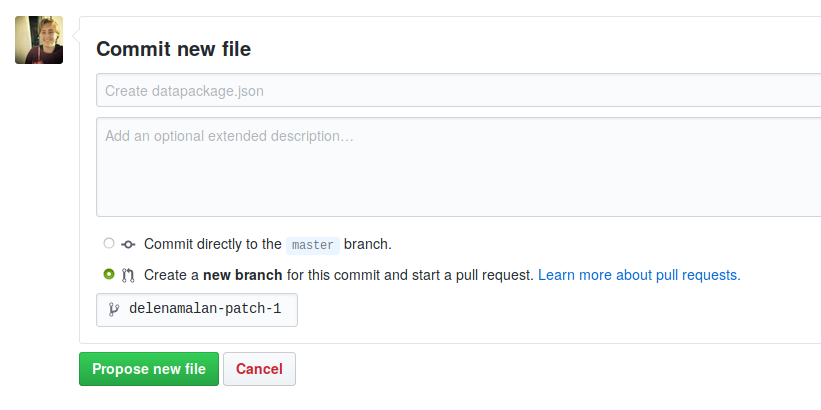 Commit new file
Create datapackage.json
Add an optional extended description…
Commit directly to the master branch.
Create a new branch for this commit and start a pull request. Learn more about pull requests.
delenamalan-patch-1
Propose new file
Cancel